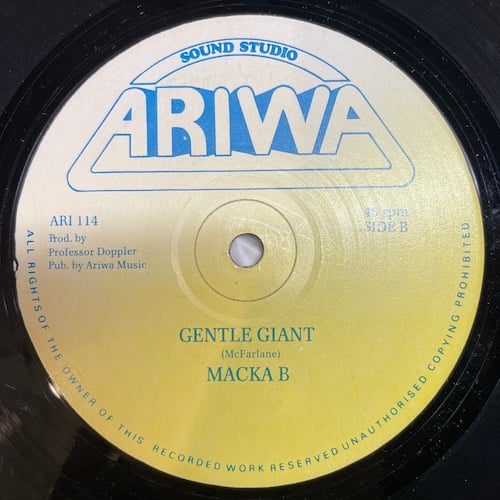 SOUND STUDIO
ARIWA
ARI 114
Prod. by
Professor Doppler
Pub. by Ariwa Music
45 rpm
SIDE B
GENTLE GIANT
(McFarlane)
MACKA B
ALL RIGHTS OF THE OWNER OF THIS RECORDED WORK RESERVED UNAUTHORISED COPYING PROHIBITED